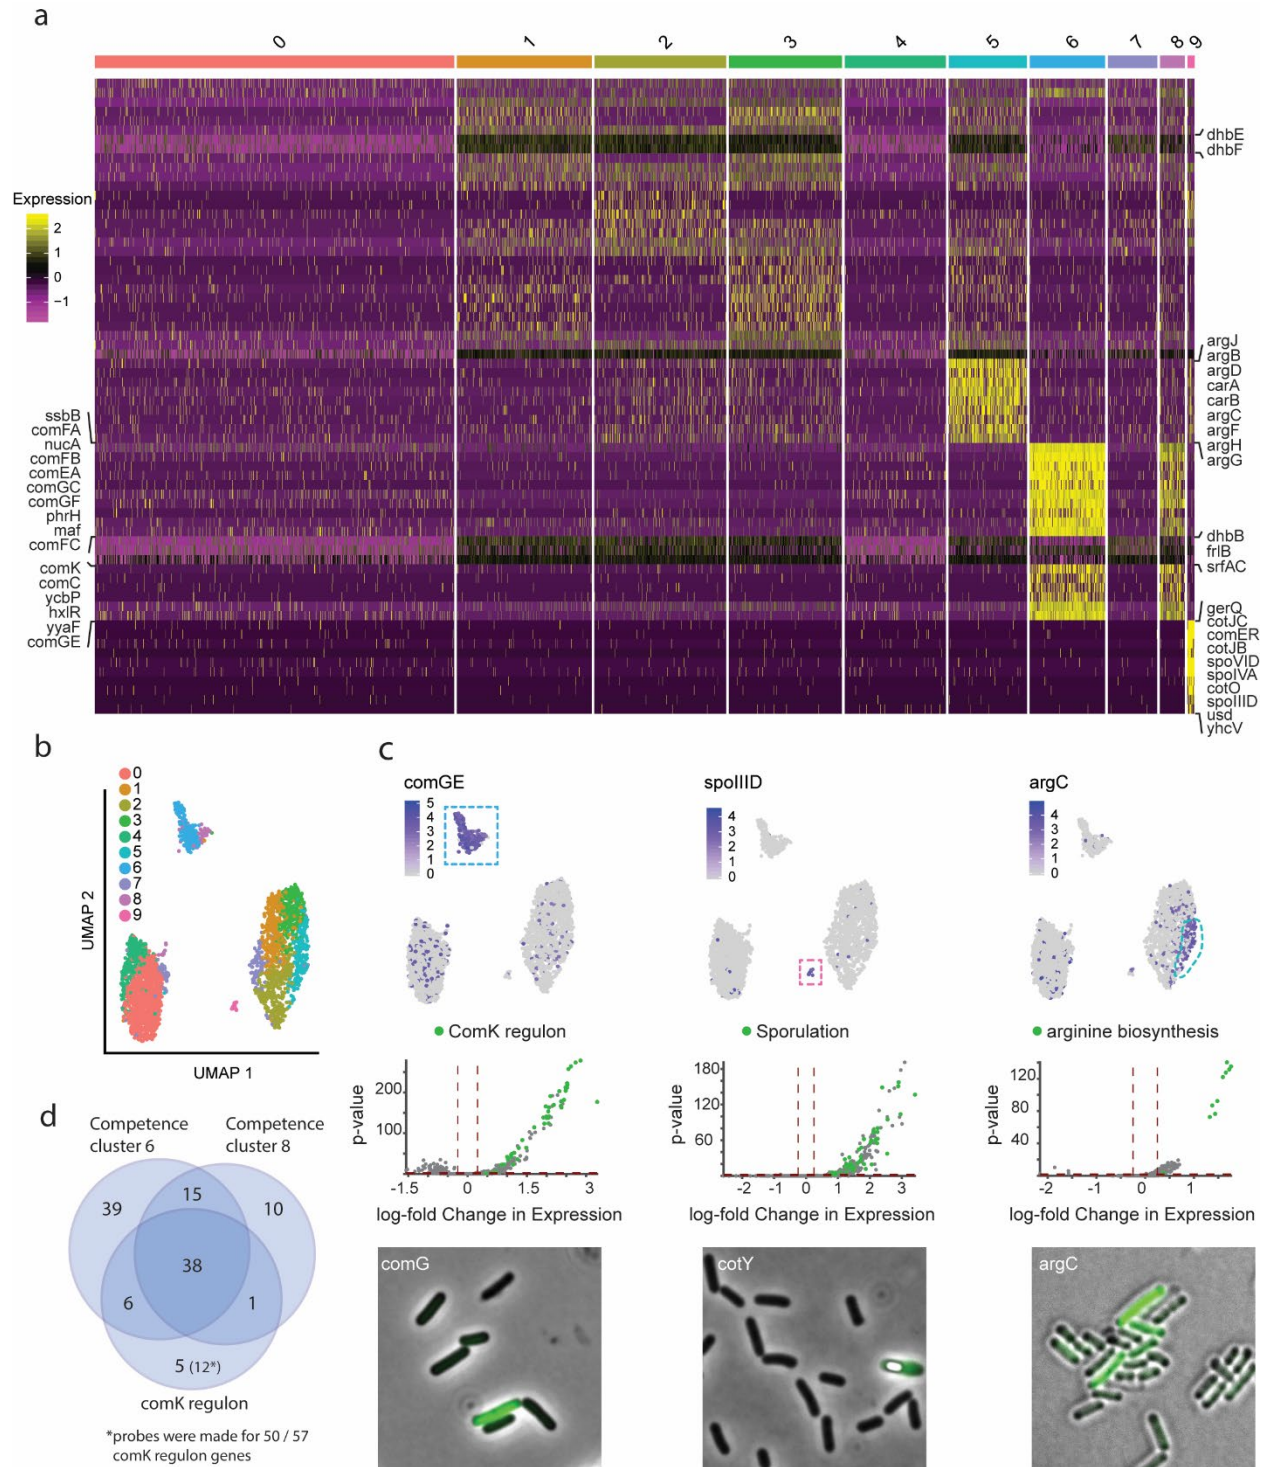 a
0 1 2 3 4 5 6 7 8 9
Expression
2
1
0
−1
dhbE
dhbF
argJ
argB
argD
carA
carB
argC
argF
argH
argG
dhbB
frlB
srfAC
gerQ
cotJC
comER
cotJB
spoVID
spoIVA
cotO
spoIIID
usd
yhcV
ssbB
comFA
nucA
comFB
comEA
comGC
comGF
phrH
maf
comFC
comK
comC
ycbP
hxlR
yyaF
comGE
b
0
1
2
3
4
5
6
7
8
9
UMAP 2
UMAP 1
c
comGE
5
4
3
2
1
0
spoIIID
4
3
2
1
0
argC
4
3
2
1
0
ComK regulon
Sporulation
arginine biosynthesis
p-value
200
100
-1.5 0 1.5 3
log-fold Change in Expression
p-value
180
120
60
-2 -1 0 1 2 3
log-fold Change in Expression
p-value
120
80
40
-2 -1 0 1
log-fold Change in Expression
comG
cotY
argC
d
Competence
cluster 6
Competence
cluster 8
39
15
10
38
6
1
5 (12*)
comK regulon
*probes were made for 50 / 57
comK regulon genes